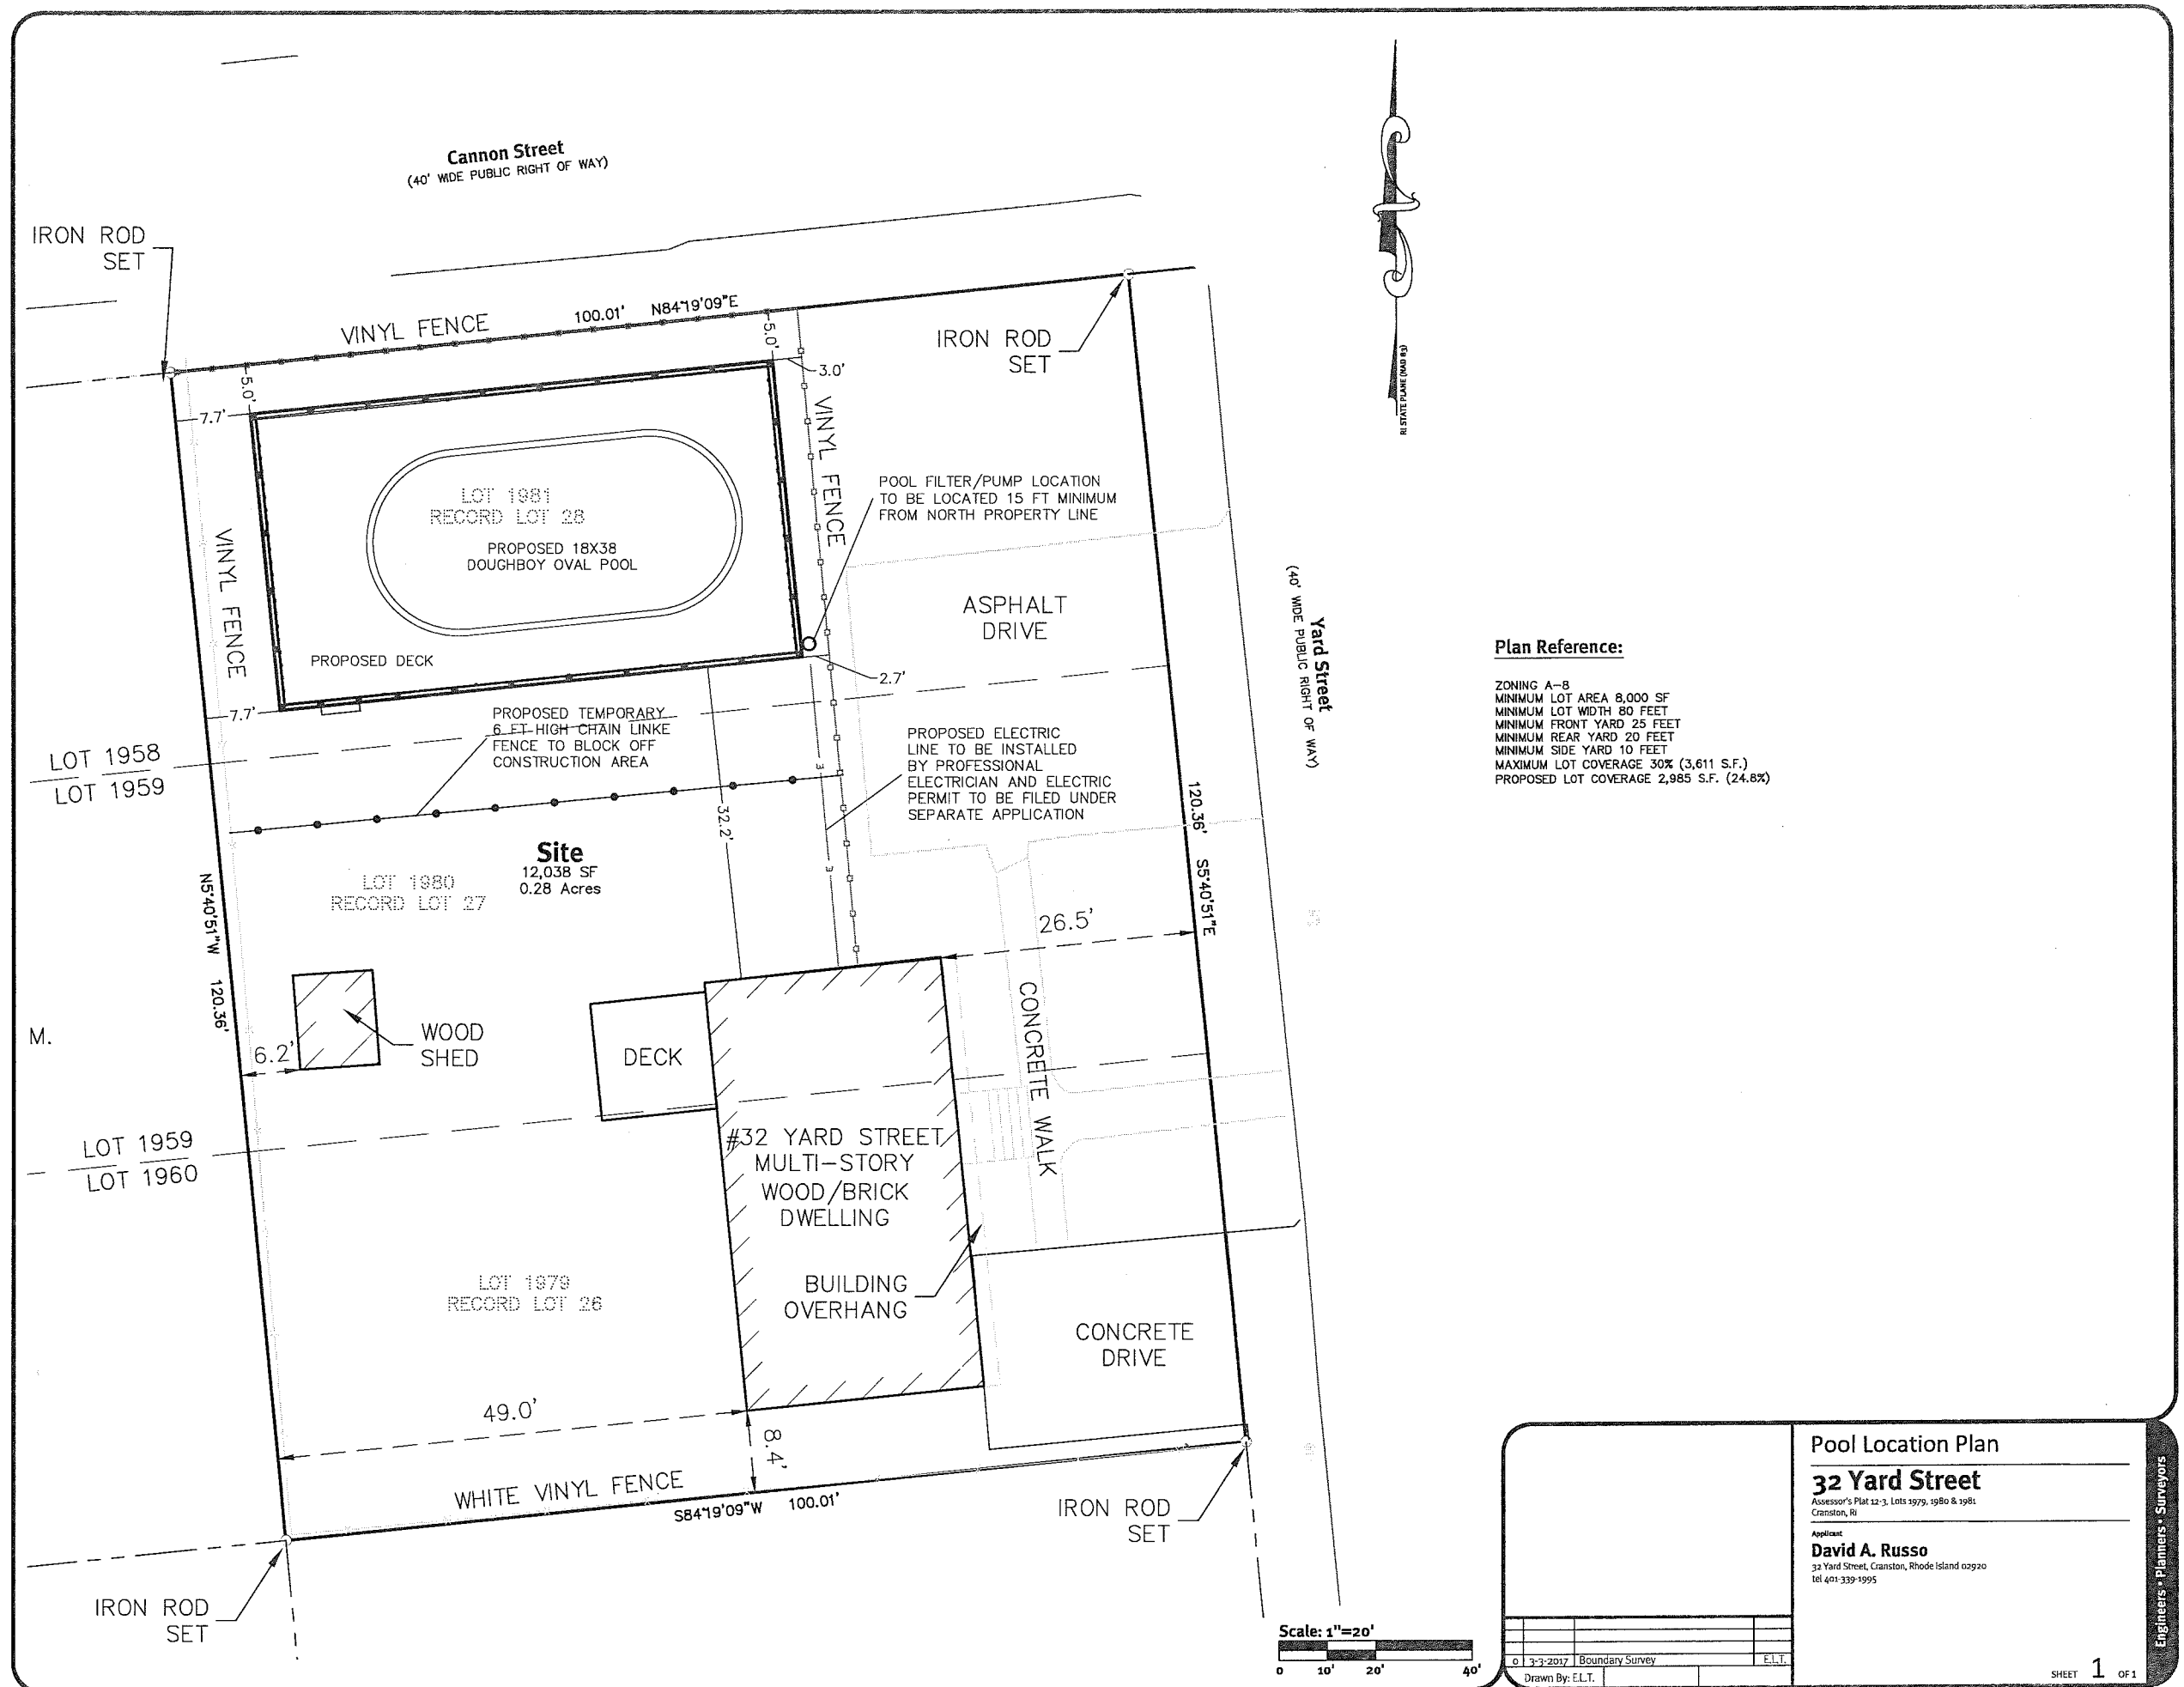 Cannon Street
(40' WIDE PUBLIC RIGHT OF WAY)
IRON ROD
SET
VINYL FENCE
100.01'
N84°19'09"E
5.0'
5.0'
3.0'
7.7'
IRON ROD
SET
RI STATE PLANE (NAD 83)
VINYL FENCE
VINYL FENCE
LOT 1981
RECORD LOT 28
PROPOSED 18X38
DOUGHBOY OVAL POOL
POOL FILTER/PUMP LOCATION
TO BE LOCATED 15 FT MINIMUM
FROM NORTH PROPERTY LINE
ASPHALT
DRIVE
Yard Street
(40' WIDE PUBLIC RIGHT OF WAY)
PROPOSED DECK
2.7'
7.7'
PROPOSED TEMPORARY
6 FT HIGH CHAIN LINKE
FENCE TO BLOCK OFF
CONSTRUCTION AREA
PROPOSED ELECTRIC
LINE TO BE INSTALLED
BY PROFESSIONAL
ELECTRICIAN AND ELECTRIC
PERMIT TO BE FILED UNDER
SEPARATE APPLICATION
E
E
LOT 1958
LOT 1959
32.2'
120.36'
S5°40'51"E
Site
12,038 SF
0.28 Acres
LOT 1980
RECORD LOT 27
N5°40'51"W
120.36'
26.5'
M.
6.2'
WOOD
SHED
DECK
CONCRETE WALK
LOT 1959
LOT 1960
#32 YARD STREET
MULTI-STORY
WOOD/BRICK
DWELLING
LOT 1979
RECORD LOT 26
BUILDING
OVERHANG
CONCRETE
DRIVE
49.0'
8.4'
WHITE VINYL FENCE
S84°19'09"W
100.01'
IRON ROD
SET
IRON ROD
SET
Plan Reference:
ZONING A-8
MINIMUM LOT AREA 8,000 SF
MINIMUM LOT WIDTH 80 FEET
MINIMUM FRONT YARD 25 FEET
MINIMUM REAR YARD 20 FEET
MINIMUM SIDE YARD 10 FEET
MAXIMUM LOT COVERAGE 30% (3,611 S.F.)
PROPOSED LOT COVERAGE 2,985 S.F. (24.8%)
Scale: 1"=20'
0 10' 20' 40'
Pool Location Plan
32 Yard Street
Assessor's Plat 12-3, Lots 1979, 1980 & 1981
Cranston, RI
Applicant
David A. Russo
32 Yard Street, Cranston, Rhode Island 02920
tel 401-339-1995
0 3-3-2017 Boundary Survey E.L.T.
Drawn By: E.L.T.
SHEET 1 OF 1
Engineers • Planners • Surveyors